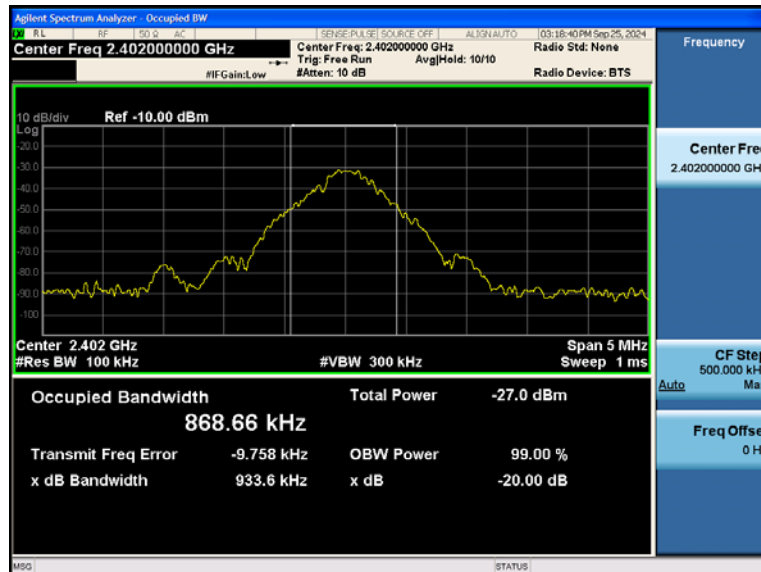 Agilent Spectrum Analyzer - Occupied BW
RL RF 50 Ω AC SENSE:PULSE SOURCE OFF ALIGN AUTO 03:18:40 PM Sep 25, 2024
Center Freq 2.402000000 GHz
Center Freq: 2.402000000 GHz
Radio Std: None
Trig: Free Run Avg|Hold: 10/10
#IFGain:Low
#Atten: 10 dB
Radio Device: BTS
Frequency
10 dB/div Ref -10.00 dBm
Log
-20.0
-30.0
-40.0
-50.0
-60.0
-70.0
-80.0
-90.0
-100
Center 2.402 GHz Span 5 MHz
#Res BW 100 kHz #VBW 300 kHz Sweep 1 ms
Occupied Bandwidth Total Power -27.0 dBm
868.66 kHz
Transmit Freq Error -9.758 kHz OBW Power 99.00 %
x dB Bandwidth 933.6 kHz x dB -20.00 dB
Center Fre
2.402000000 GH
CF Step
500.000 kH
Auto Ma
Freq Offse
0 H
MSG STATUS